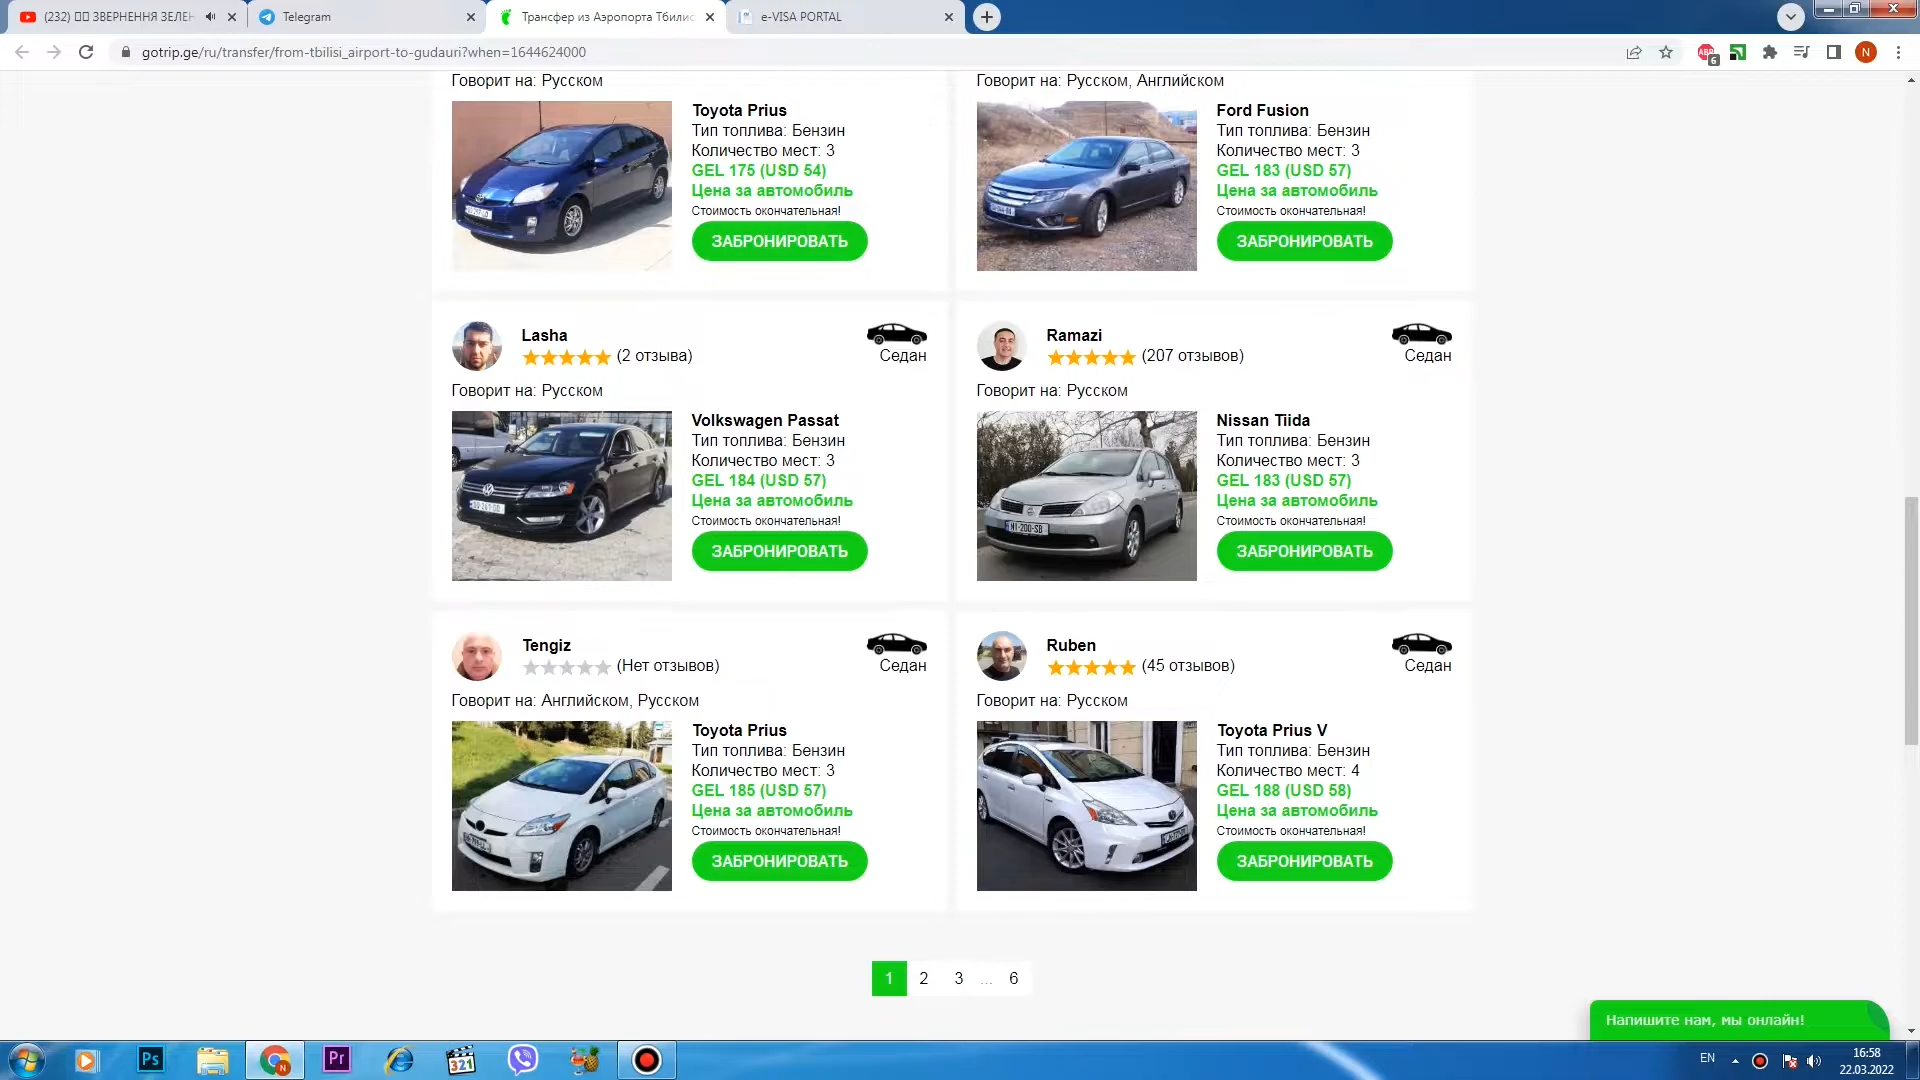 (232) ЗВЕРНЕННЯ ЗЕЛЕН
Telegram
Трансфер из Аэропорта Тбилис
e-VISA PORTAL
gotrip.ge/ru/transfer/from-tbilisi_airport-to-gudauri?when=1644624000
ABP
6
N
Говорит на: Русском
Toyota Prius
Тип топлива: Бензин
Количество мест: 3
GEL 175 (USD 54)
Цена за автомобиль
Стоимость окончательная!
ЗАБРОНИРОВАТЬ
Говорит на: Русском, Английском
Ford Fusion
Тип топлива: Бензин
Количество мест: 3
GEL 183 (USD 57)
Цена за автомобиль
Стоимость окончательная!
ЗАБРОНИРОВАТЬ
Lasha
(2 отзыва)
Седан
Говорит на: Русском
Volkswagen Passat
Тип топлива: Бензин
Количество мест: 3
GEL 184 (USD 57)
Цена за автомобиль
Стоимость окончательная!
ЗАБРОНИРОВАТЬ
Ramazi
(207 отзывов)
Седан
Говорит на: Русском
Nissan Tiida
Тип топлива: Бензин
Количество мест: 3
GEL 183 (USD 57)
Цена за автомобиль
Стоимость окончательная!
ЗАБРОНИРОВАТЬ
MI-200-SB
Tengiz
(Нет отзывов)
Седан
Говорит на: Английском, Русском
Toyota Prius
Тип топлива: Бензин
Количество мест: 3
GEL 185 (USD 57)
Цена за автомобиль
Стоимость окончательная!
ЗАБРОНИРОВАТЬ
Ruben
(45 отзывов)
Седан
Говорит на: Русском
Toyota Prius V
Тип топлива: Бензин
Количество мест: 4
GEL 188 (USD 58)
Цена за автомобиль
Стоимость окончательная!
ЗАБРОНИРОВАТЬ
1 2 3 ... 6
Напишите нам, мы онлайн!
Ps
N
Pr
321
EN
16:58
22.03.2022